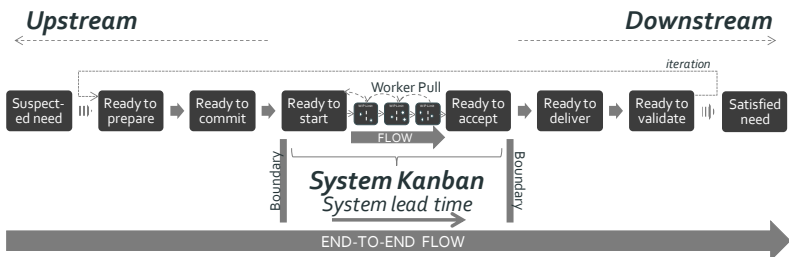 Upstream
Downstream
iteration
Worker Pull
Suspect-
ed need
Ready to
prepare
Ready to
commit
Ready to
start
Ready to
accept
Ready to
deliver
Ready to
validate
Satisfied
need
FLOW
Boundary
Boundary
System Kanban
System lead time
END-TO-END FLOW